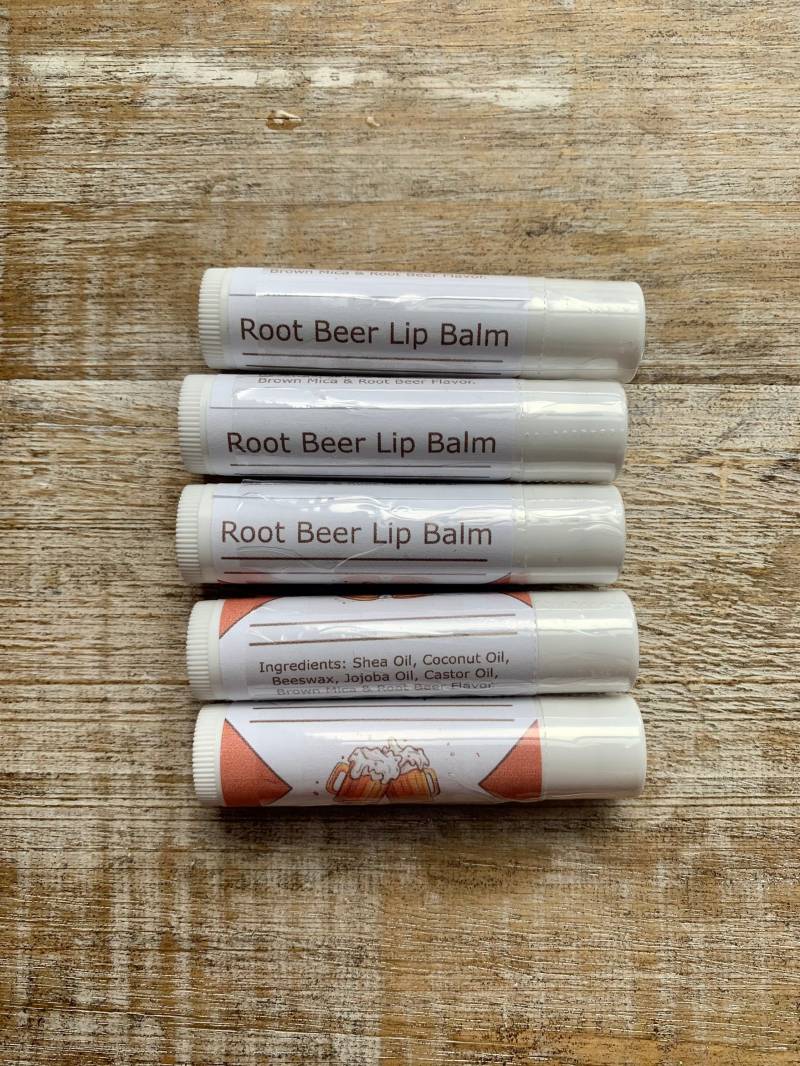 Brown Mica & Root Beer Flavor.
Root Beer Lip Balm
Brown Mica & Root Beer Flavor.
Root Beer Lip Balm
Root Beer Lip Balm
Ingredients: Shea Oil, Coconut Oil,
Beeswax, Jojoba Oil, Castor Oil,
Brown Mica & Root Beer Flavor.